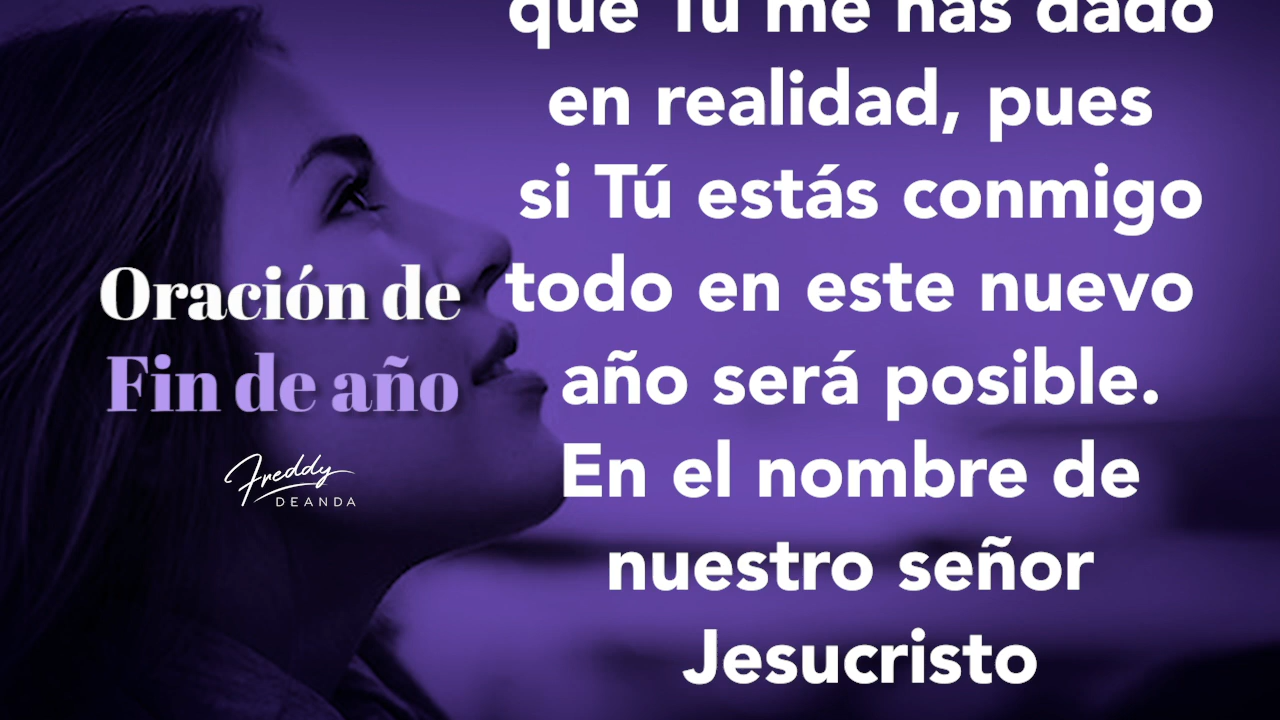 Oración de
Fin de año
Freddy
DEANDA
que Tú me has dado
en realidad, pues
si Tú estás conmigo
todo en este nuevo
año será posible.
En el nombre de
nuestro señor
Jesucristo